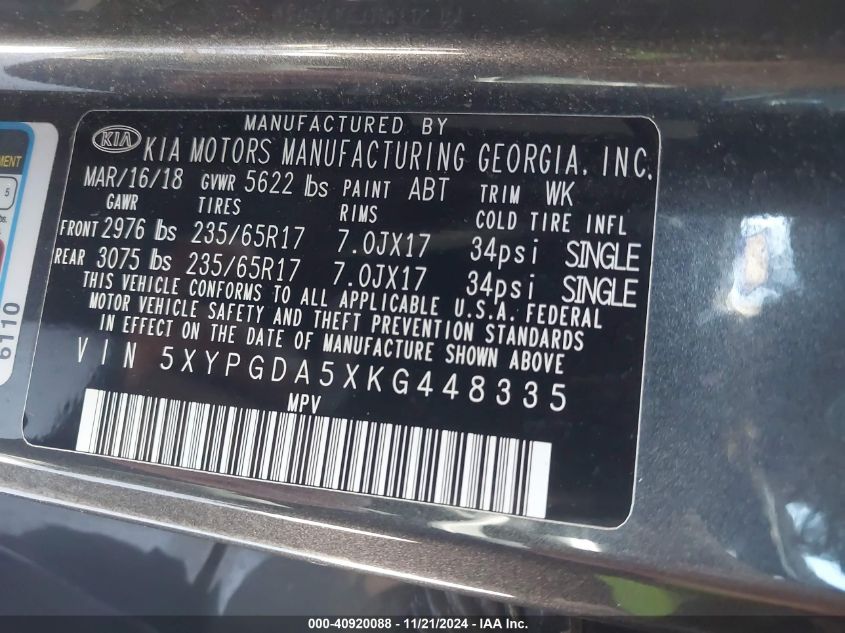 MANUFACTURED BY
KIA KIA MOTORS MANUFACTURING GEORGIA, INC.
MAR/16/18 GVWR 5622 lbs PAINT ABT TRIM WK
GAWR TIRES RIMS COLD TIRE INFL
FRONT 2976 lbs 235/65R17 7.0JX17 34psi SINGLE
REAR 3075 lbs 235/65R17 7.0JX17 34psi SINGLE
THIS VEHICLE CONFORMS TO ALL APPLICABLE U.S.A. FEDERAL
MOTOR VEHICLE SAFETY AND THEFT PREVENTION STANDARDS
IN EFFECT ON THE DATE OF MANUFACTURE SHOWN ABOVE
VIN 5XYPGDA5XKG448335
MPV
5
6110
000-40920088 - 11/21/2024 - IAA Inc.